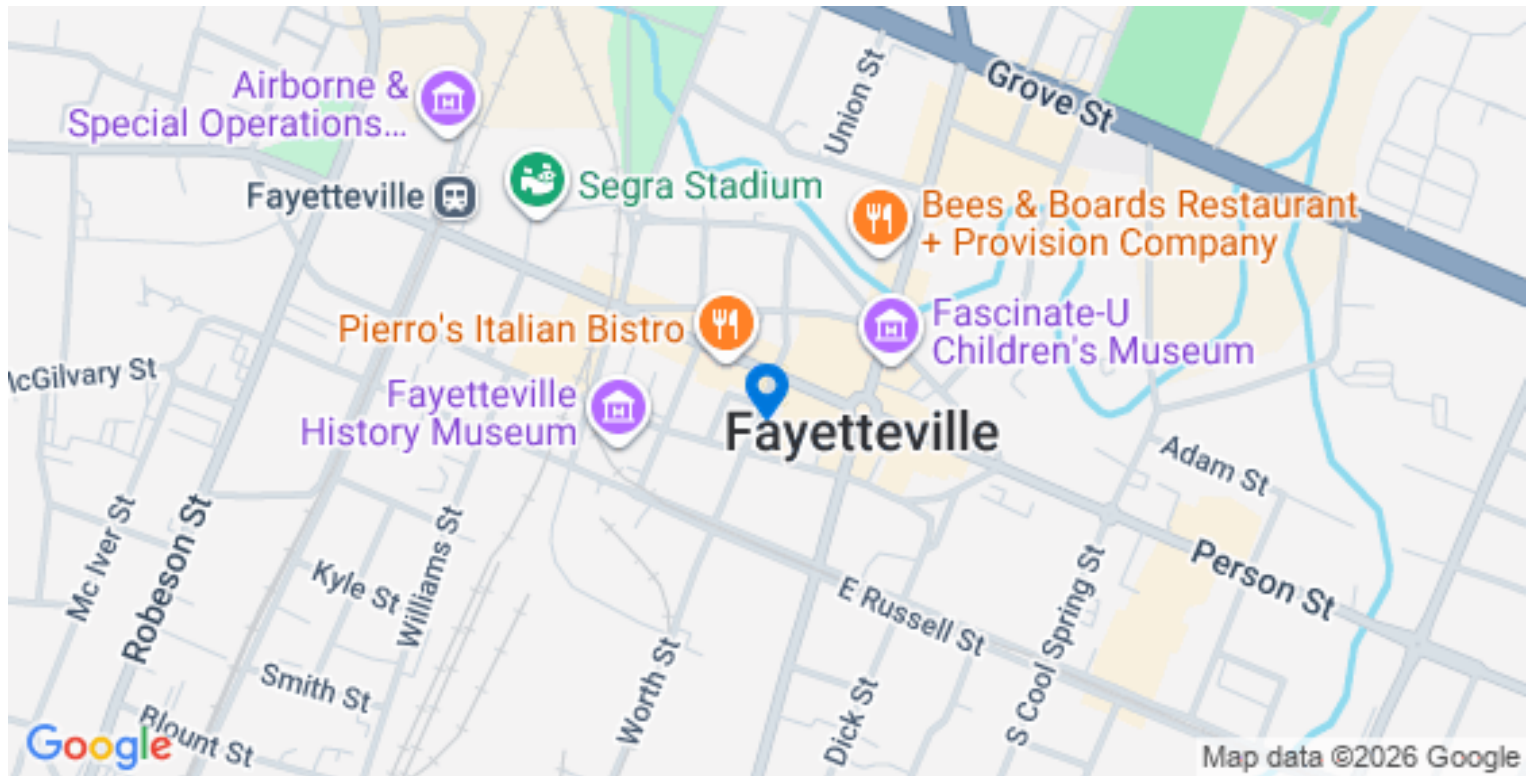 Airborne &
Special Operations...
Fayetteville
Segra Stadium
Union St
Grove St
Bees & Boards Restaurant
+ Provision Company
Pierro's Italian Bistro
Fascinate-U
Children's Museum
cGilvary St
Fayetteville
History Museum
Fayetteville
Adam St
Mc Iver St
Robeson St
Kyle St
Williams St
E Russell St
S Cool Spring St
Person St
Smith St
Worth St
Dick St
Blount St
Google
Map data ©2026 Google